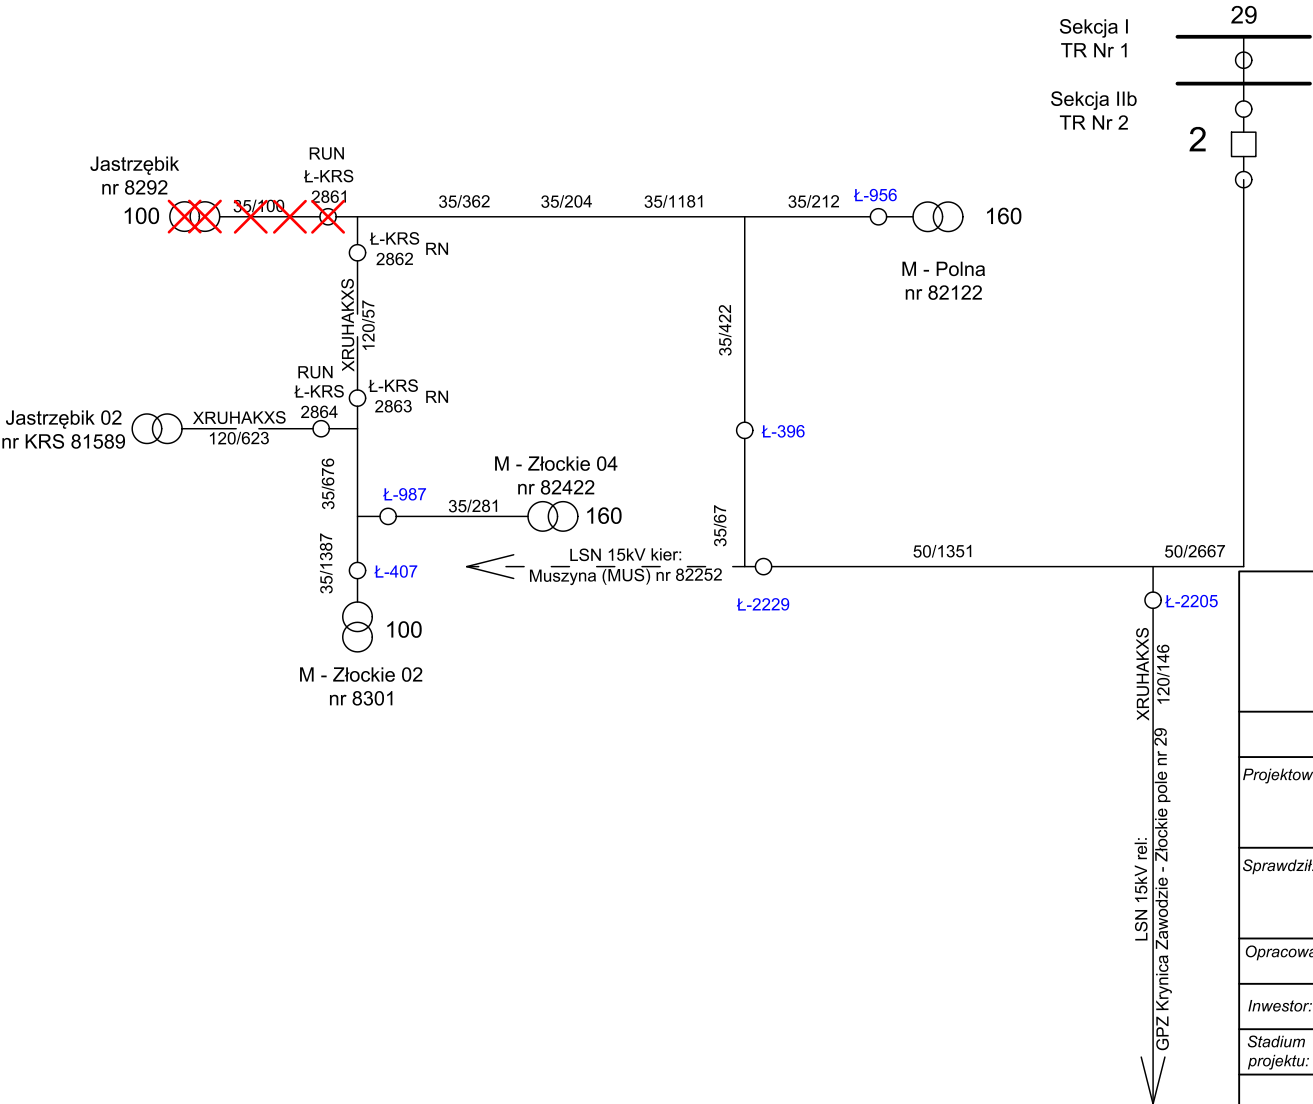 29
Sekcja I
TR Nr 1
Sekcja IIb
TR Nr 2
2
Jastrzębik
nr 8292
100
35/100
RUN
Ł-KRS
2861
35/362
35/204
35/1181
35/212
Ł-956
160
M - Polna
nr 82122
Ł-KRS
2862
RN
XRUHAKXS
120/57
35/422
RUN
Ł-KRS
2864
Ł-KRS
2863
RN
Jastrzębik 02
nr KRS 81589
XRUHAKXS
120/623
Ł-396
35/676
M - Złockie 04
nr 82422
Ł-987
35/281
160
35/67
35/1387
Ł-407
LSN 15kV kier:
Muszyna (MUS) nr 82252
50/1351
50/2667
Ł-2229
Ł-2205
100
M - Złockie 02
nr 8301
XRUHAKXS
120/146
LSN 15kV rel:
GPZ Krynica Zawodzie - Złockie pole nr 29
Projektow
Sprawdził:
Opracowa
Inwestor:
Stadium
projektu: